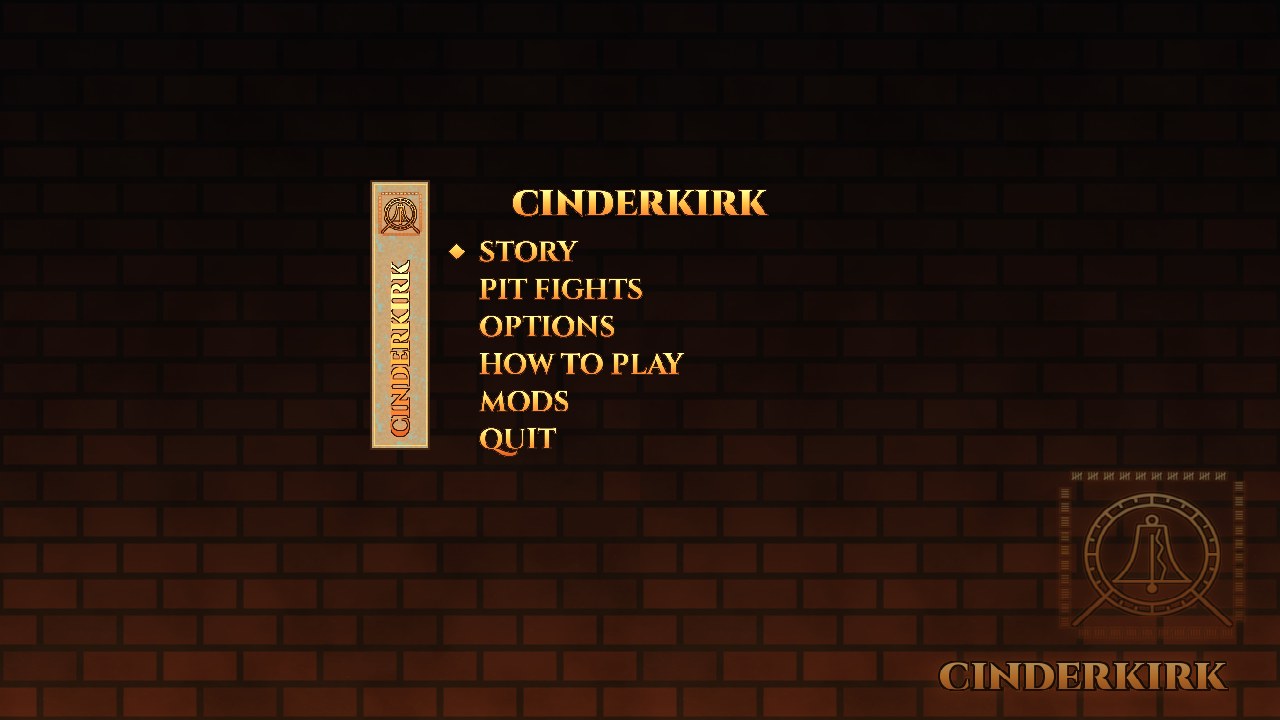 CINDERKIRK
CINDERKIRK
STORY
PIT FIGHTS
OPTIONS
HOW TO PLAY
MODS
QUIT
CINDERKIRK